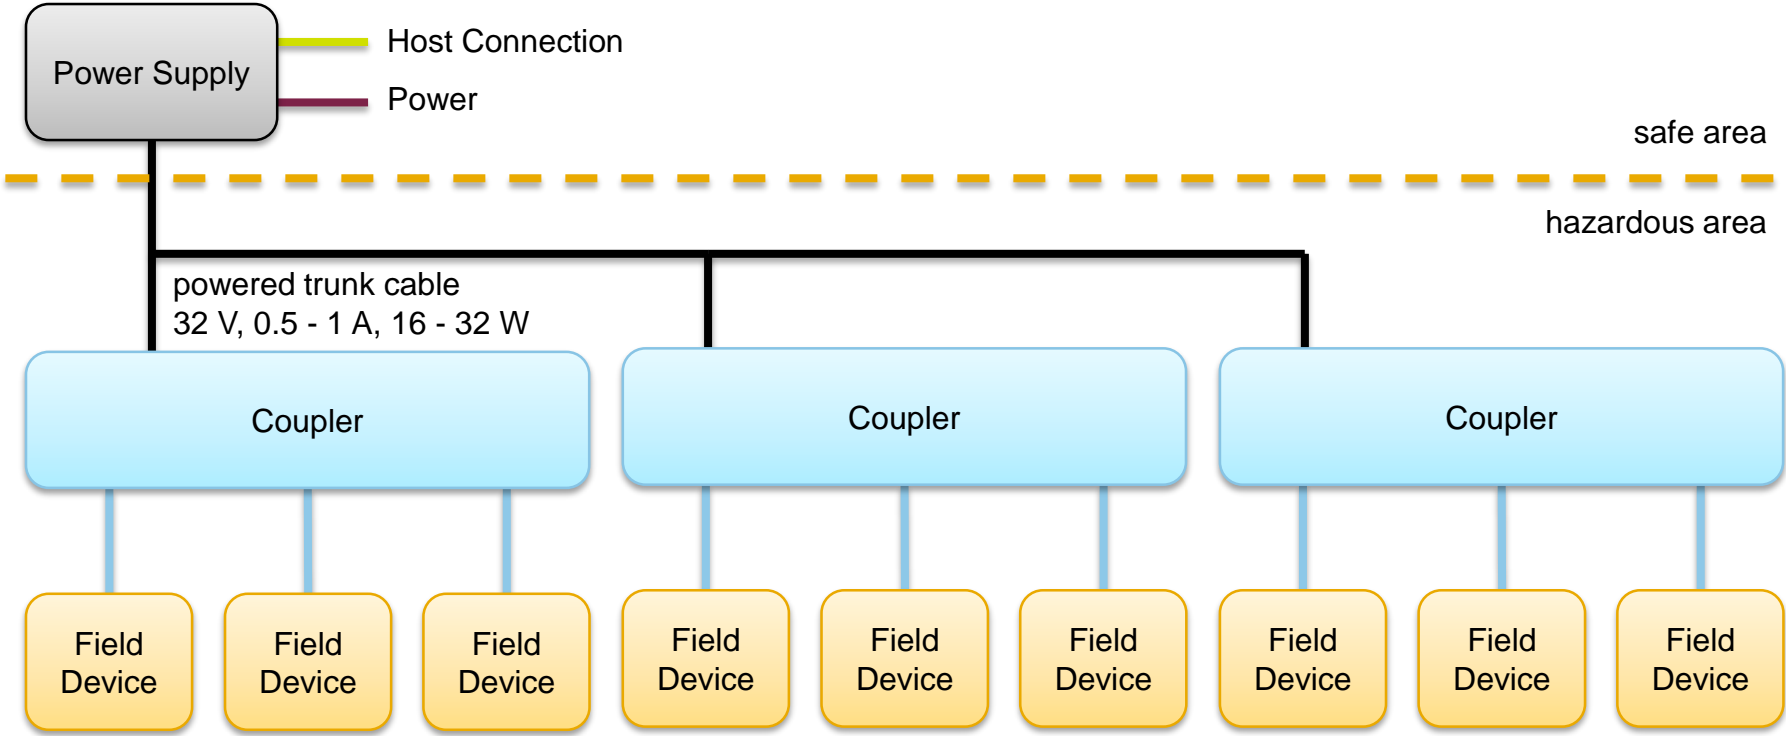 Power Supply
Host Connection
Power
safe area
hazardous area
powered trunk cable
32 V, 0.5 - 1 A, 16 - 32 W
Coupler
Coupler
Coupler
Field
Device
Field
Device
Field
Device
Field
Device
Field
Device
Field
Device
Field
Device
Field
Device
Field
Device